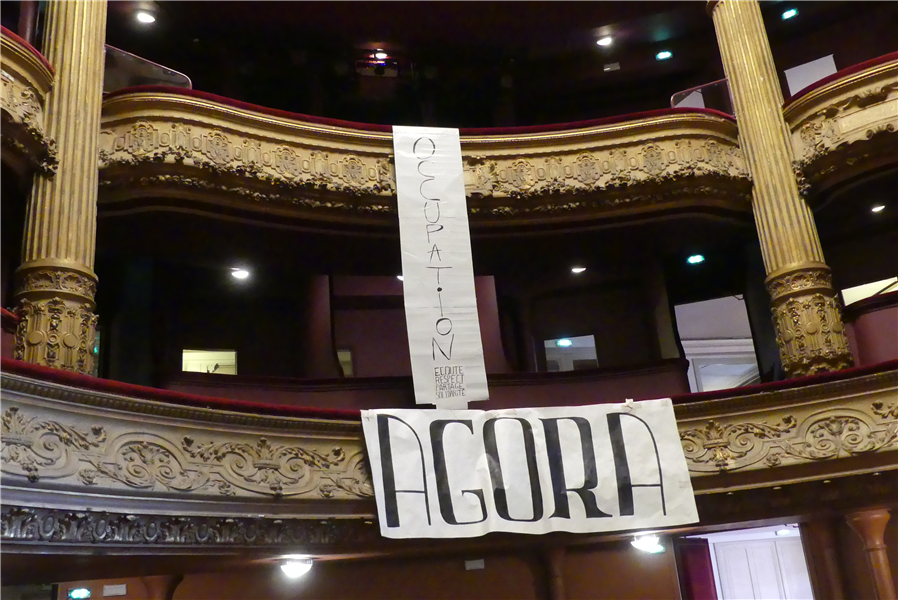 OCCUPATION
ECOUTE
RESPECT
PARTAGE
SOLIDARITE
AGORA